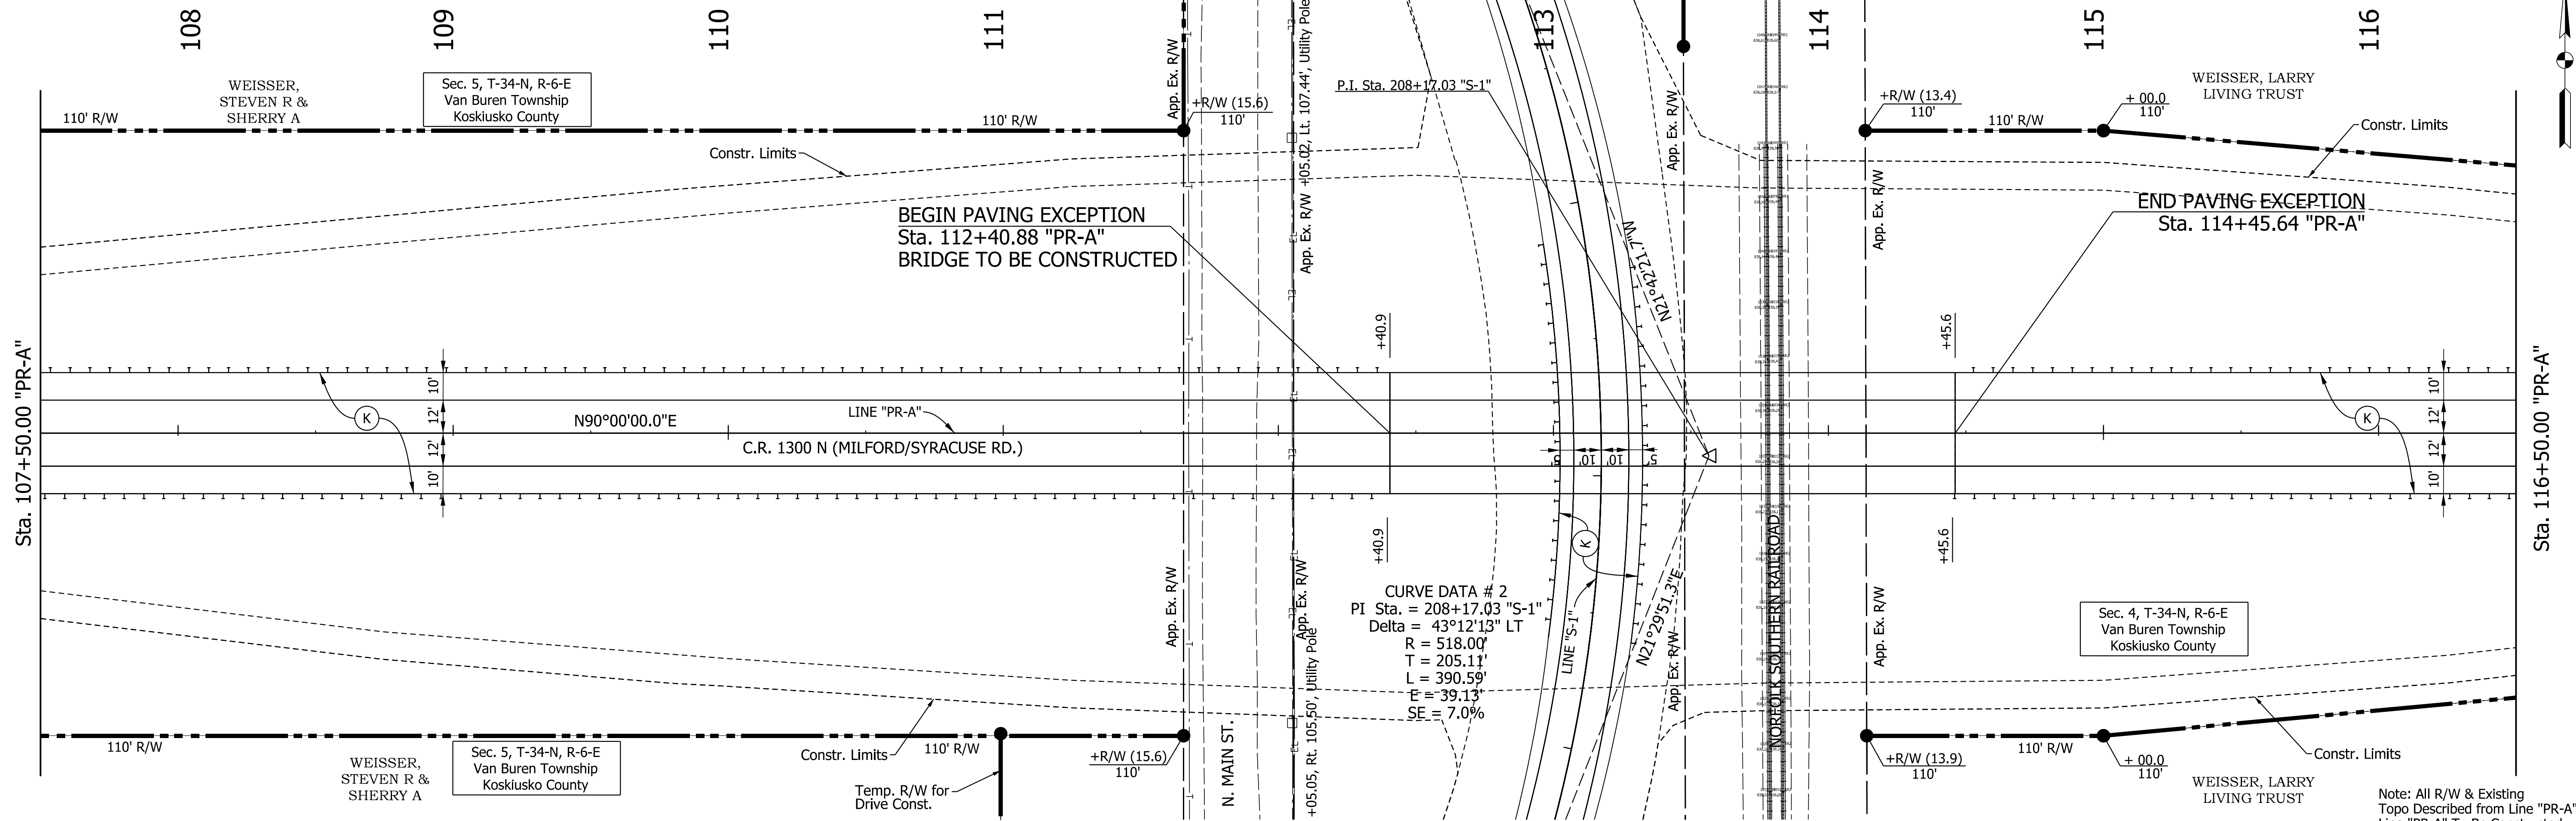 108
109
110
111
113
114
115
116
WEISSER,
STEVEN R &
SHERRY A
Sec. 5, T-34-N, R-6-E
Van Buren Township
Koskiusko County
110' R/W
110' R/W
Constr. Limits
App. Ex. R/W
+R/W (15.6)
110'
App. Ex. R/W +05.02, Lt. 107.44', Utility Pole
P.I. Sta. 208+17.03 "S-1"
App. Ex. R/W
N21°42'21.7"W
+R/W (13.4)
110'
110' R/W
+ 00.0
110'
WEISSER, LARRY
LIVING TRUST
Constr. Limits
App. Ex. R/W
BEGIN PAVING EXCEPTION
Sta. 112+40.88 "PR-A"
BRIDGE TO BE CONSTRUCTED
END PAVING EXCEPTION
Sta. 114+45.64 "PR-A"
+40.9
+45.6
Sta. 107+50.00 "PR-A"
Sta. 116+50.00 "PR-A"
K
10'
12'
12'
10'
N90°00'00.0"E
LINE "PR-A"
C.R. 1300 N (MILFORD/SYRACUSE RD.)
5'
10'
10'
5'
K
10'
12'
12'
10'
+40.9
+45.6
K
CURVE DATA # 2
PI Sta. = 208+17.03 "S-1"
Delta = 43°12'13" LT
R = 518.00'
T = 205.11'
L = 390.59'
E = 39.13'
SE = 7.0%
LINE "S-1"
N21°29'51.3"E
App. Ex. R/W
App. Ex. R/W
App. Ex. R/W
NORFOLK SOUTHERN RAILROAD
App. Ex. R/W
Sec. 4, T-34-N, R-6-E
Van Buren Township
Koskiusko County
110' R/W
WEISSER,
STEVEN R &
SHERRY A
Sec. 5, T-34-N, R-6-E
Van Buren Township
Koskiusko County
Constr. Limits
110' R/W
Temp. R/W for
Drive Const.
+R/W (15.6)
110'
N. MAIN ST.
+05.05, Rt. 105.50', Utility Pole
+R/W (13.9)
110'
110' R/W
+ 00.0
110'
WEISSER, LARRY
LIVING TRUST
Constr. Limits
Note: All R/W & Existing
Topo Described from Line "PR-A"